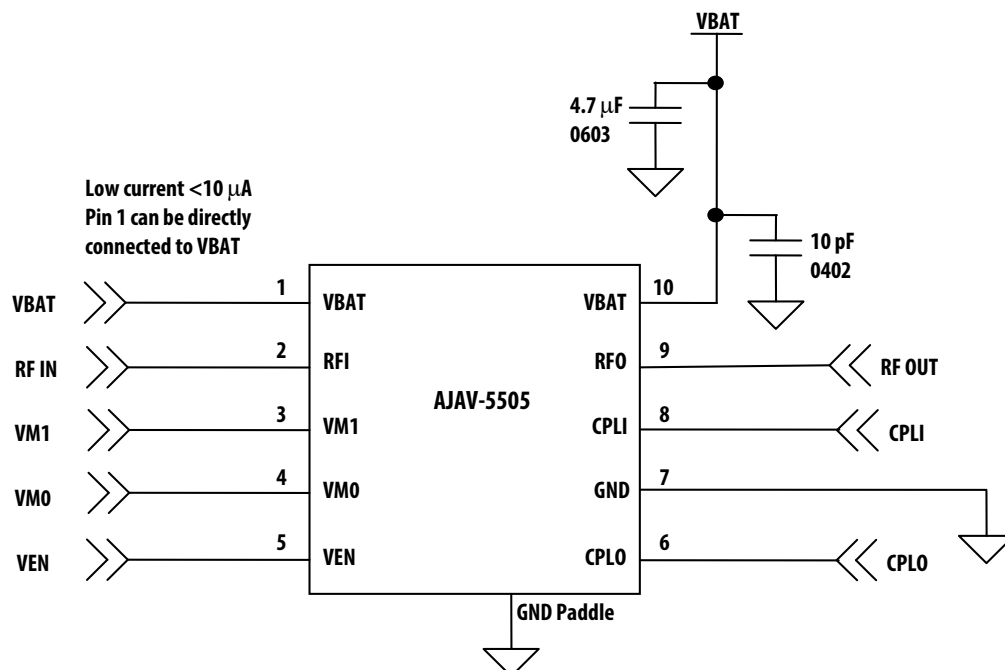 VBAT
4.7 μF
0603
Low current <10 μA
Pin 1 can be directly
connected to VBAT
10 pF
0402
VBAT
1
VBAT
VBAT
10
RF IN
2
RFI
RFO
9
RF OUT
AJAV-5505
VM1
3
VM1
CPLI
8
CPLI
VM0
4
VM0
GND
7
VEN
5
VEN
CPLO
6
CPLO
GND Paddle